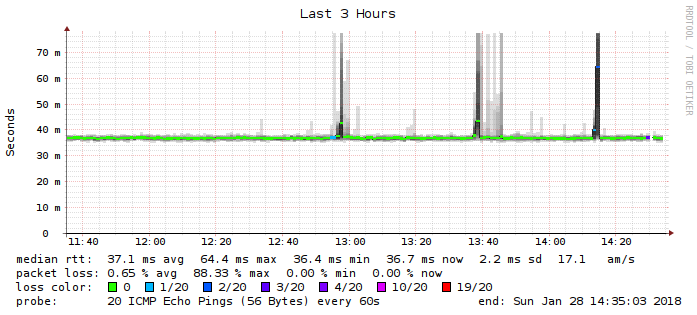 Last 3 Hours
RRDTOOL / TOBI OETIKER
Seconds
70 m
60 m
50 m
40 m
30 m
20 m
10 m
0
11:40 12:00 12:20 12:40 13:00 13:20 13:40 14:00 14:20
median rtt: 37.1 ms avg 64.4 ms max 36.4 ms min 36.7 ms now 2.2 ms sd 17.1 am/s
packet loss: 0.65 % avg 88.33 % max 0.00 % min 0.00 % now
loss color: 0 1/20 2/20 3/20 4/20 10/20 19/20
probe: 20 ICMP Echo Pings (56 Bytes) every 60s end: Sun Jan 28 14:35:03 2018